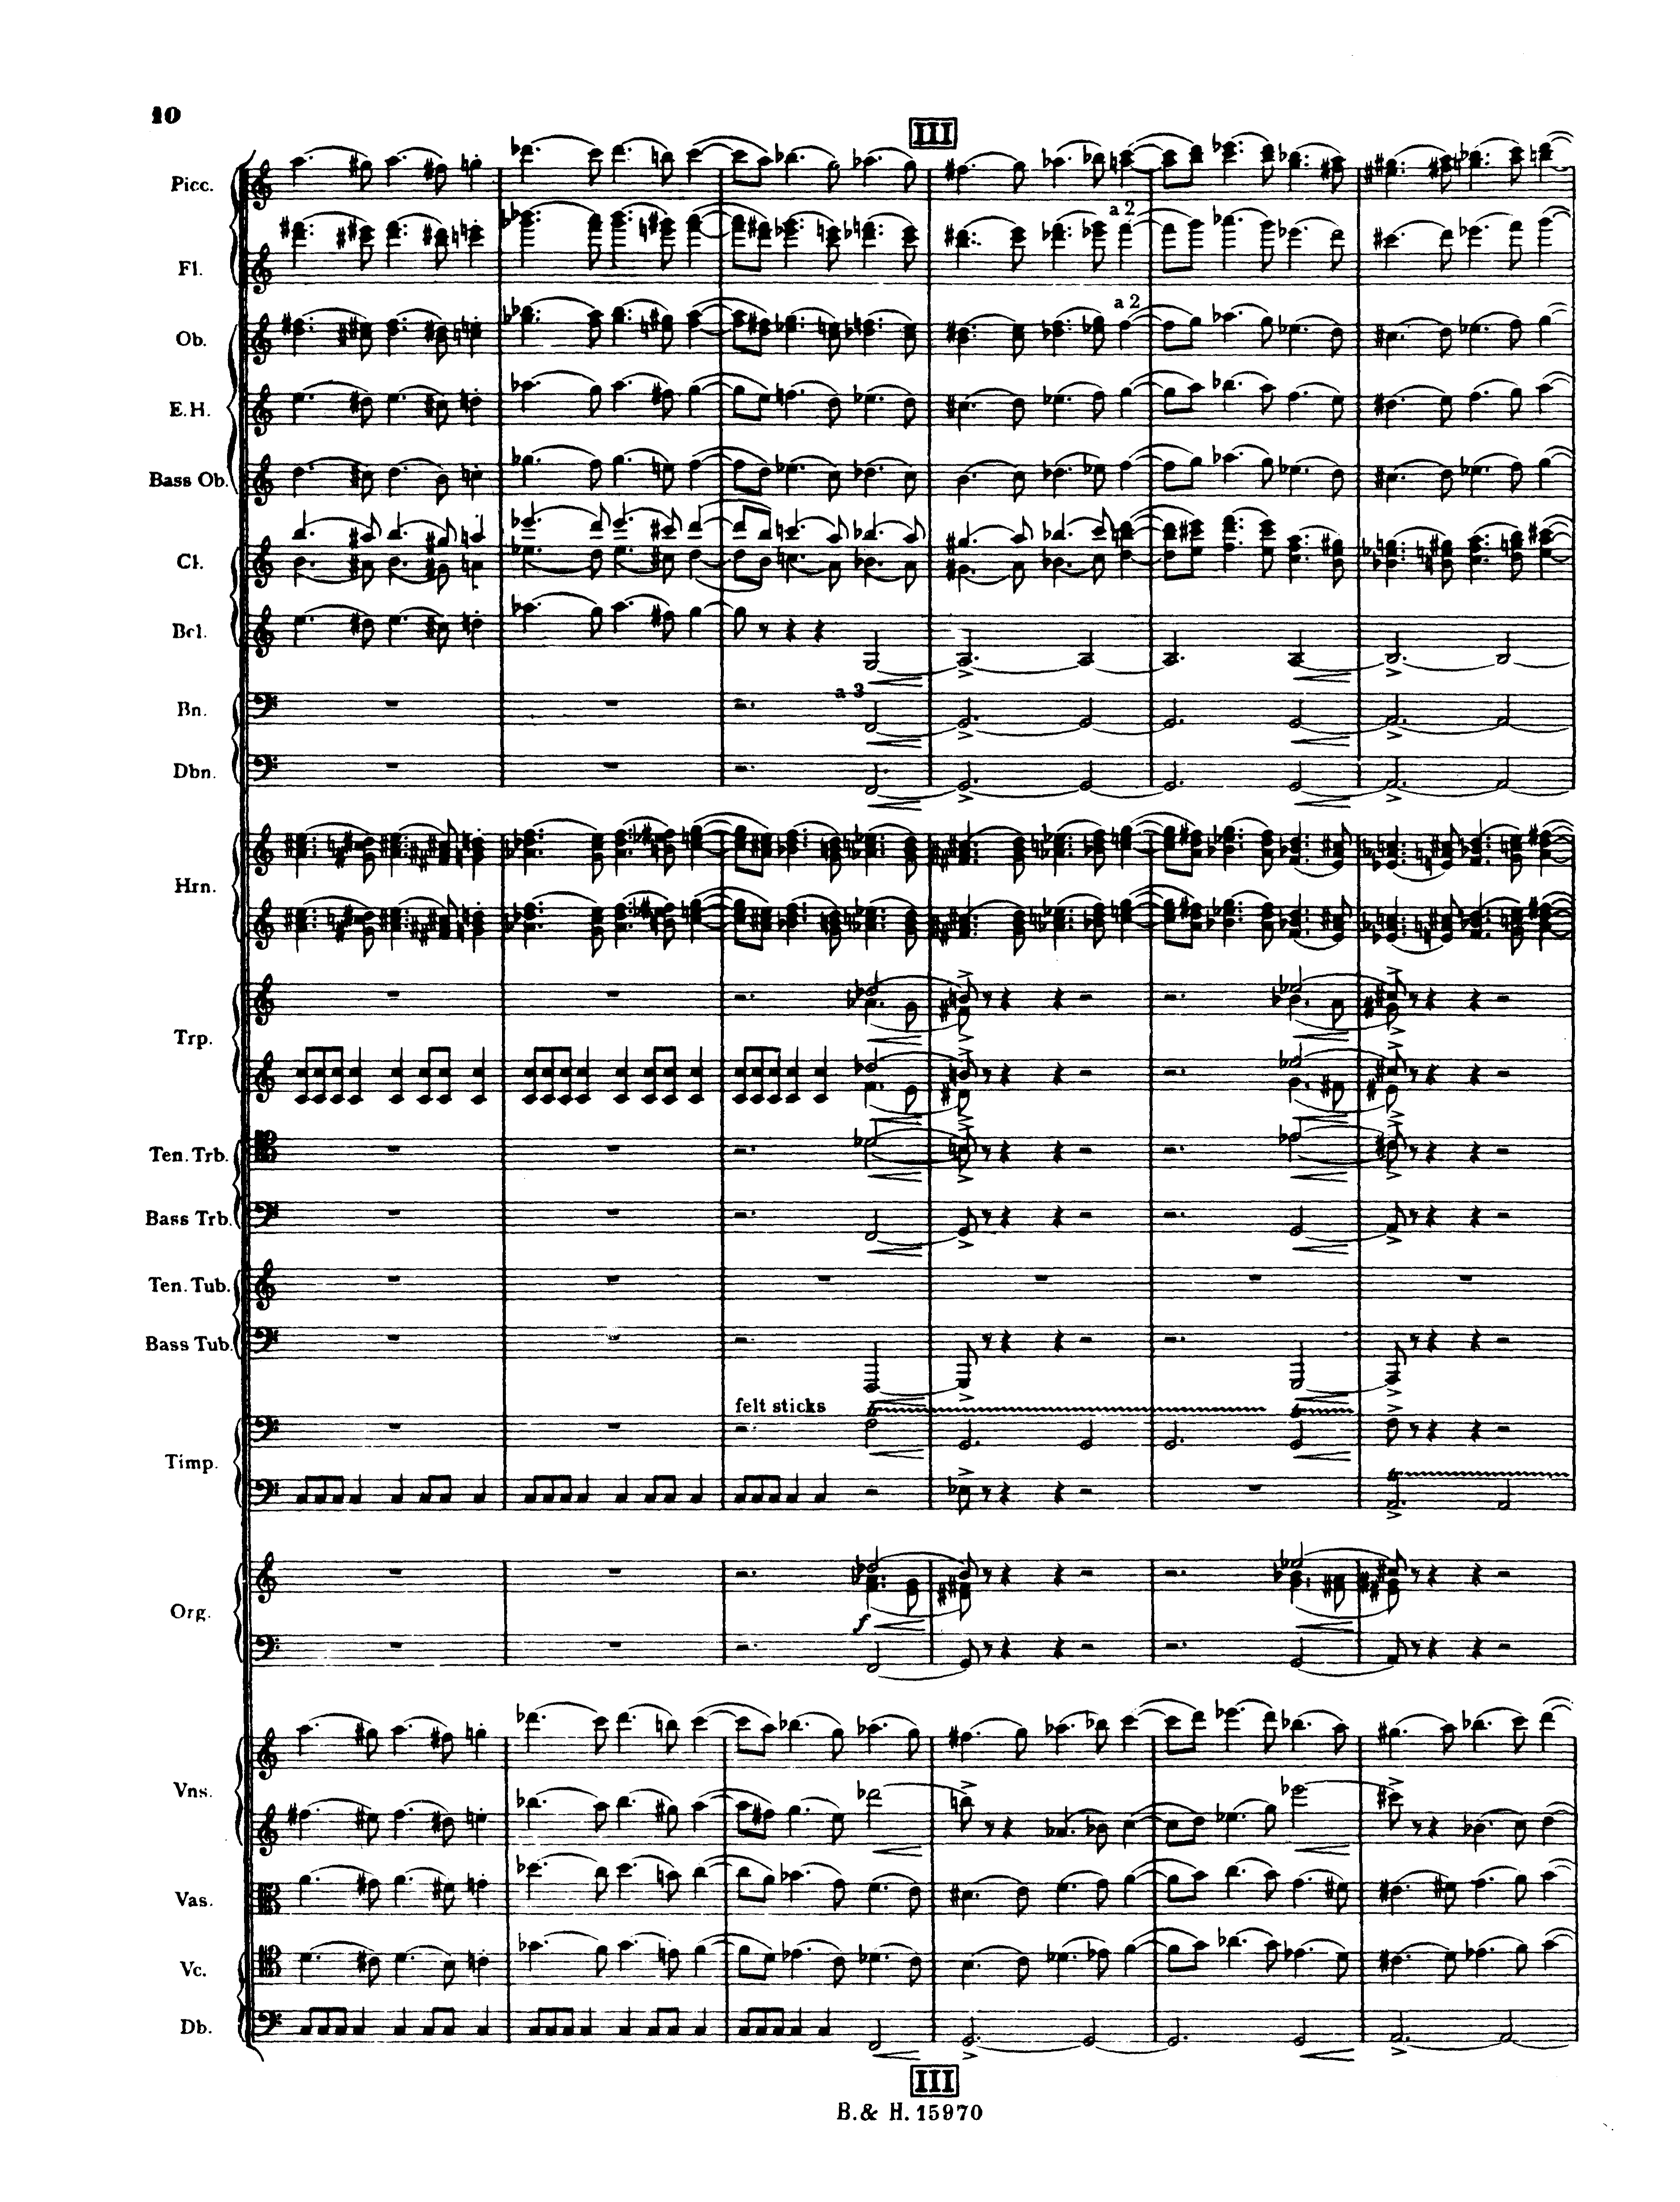 10
III
Picc.
a 2
Fl.
a 2
Ob.
E.H.
Bass Ob.
Cl.
Bcl.
a 3
Bn.
Dbn.
Hrn.
Trp.
Ten. Trb.
Bass Trb.
Ten. Tub.
Bass Tub.
felt sticks
Timp.
Org.
f
Vns.
Vas.
Vc.
Db.
III
B. & H. 15970